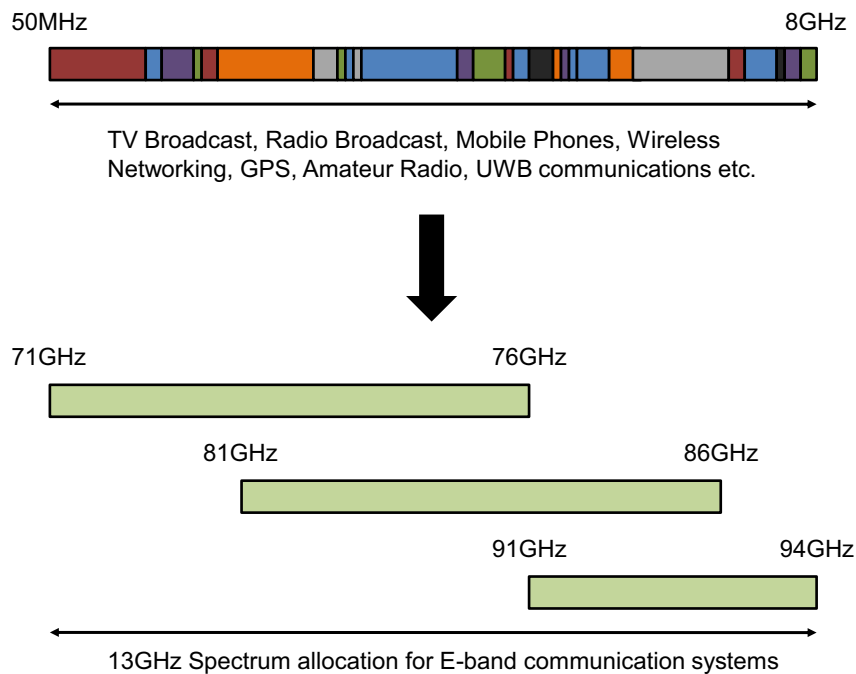 50MHz 8GHz
TV Broadcast, Radio Broadcast, Mobile Phones, Wireless
Networking, GPS, Amateur Radio, UWB communications etc.
71GHz 76GHz
81GHz 86GHz
91GHz 94GHz
13GHz Spectrum allocation for E-band communication systems